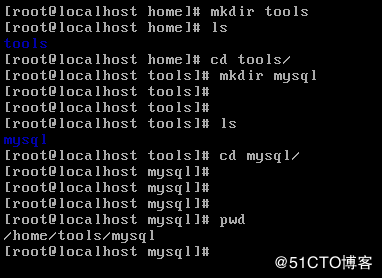 [root@localhost home]# mkdir tools
[root@localhost home]# ls
tools
[root@localhost home]# cd tools/
[root@localhost tools]# mkdir mysql
[root@localhost tools]#
[root@localhost tools]#
[root@localhost tools]# ls
mysql
[root@localhost tools]# cd mysql/
[root@localhost mysql]#
[root@localhost mysql]#
[root@localhost mysql]#
[root@localhost mysql]# pwd
/home/tools/mysql
[root@localhost mysql]#
@51CTO博客